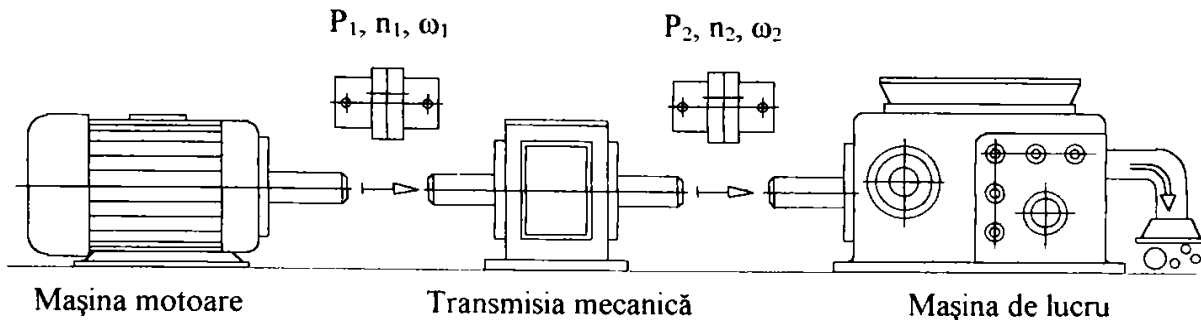 P₁, n₁, ω₁
P₂, n₂, ω₂
Maşina motoare
Transmisia mecanică
Maşina de lucru